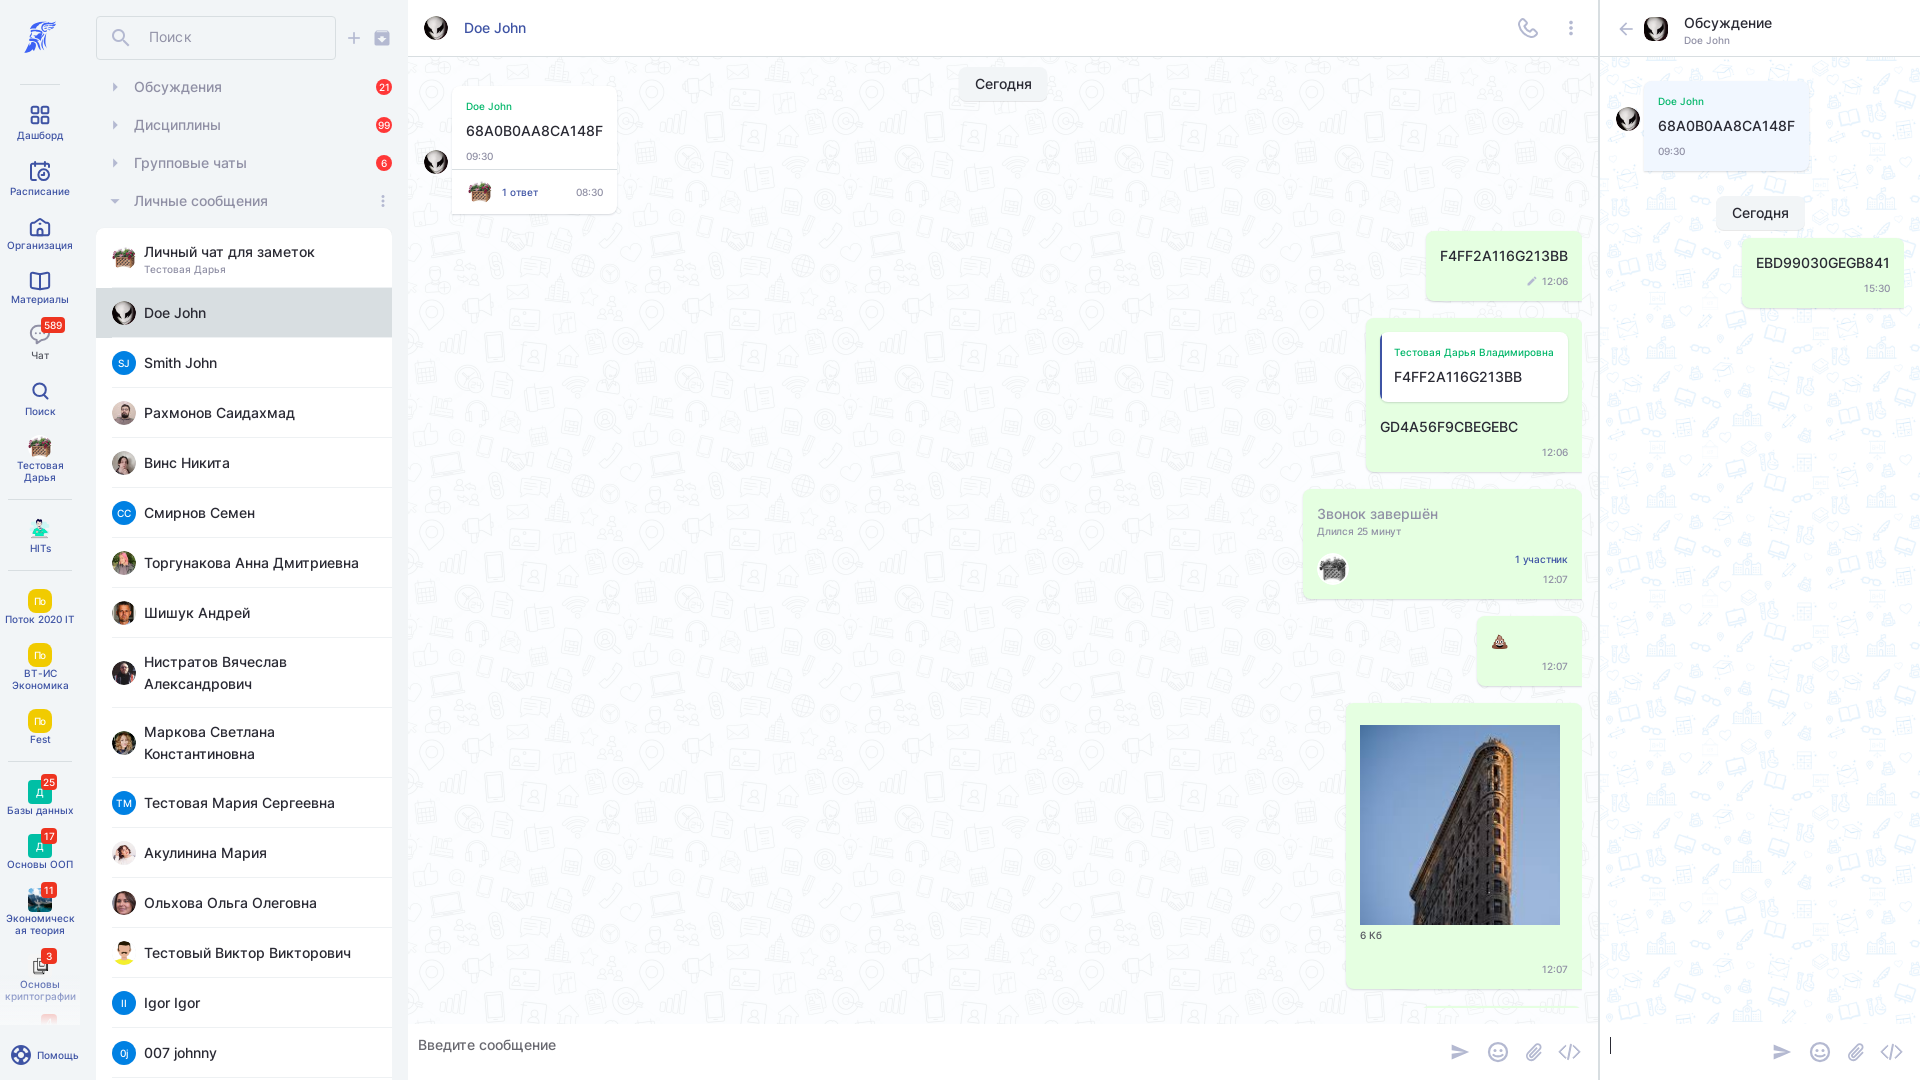 Дашборд
Расписание
Организация
Материалы
589
Чат
Поиск
Тестовая
Дарья
HITs
По
Поток 2020 IT
По
ВТ-ИС
Экономика
По
Fest
25
Д
Базы данных
17
Д
Основы ООП
11
Экономическ
ая теория
3
Основы
криптографии
Помощь
Поиск
Обсуждения
21
Дисциплины
99
Групповые чаты
6
Личные сообщения
Личный чат для заметок
Тестовая Дарья
Doe John
SJ
Smith John
Рахмонов Саидахмад
Винс Никита
СС
Смирнов Семен
Торгунакова Анна Дмитриевна
Шишук Андрей
Нистратов Вячеслав
Александрович
Маркова Светлана
Константиновна
ТМ
Тестовая Мария Сергеевна
Акулинина Мария
Ольхова Ольга Олеговна
Тестовый Виктор Викторович
II
Igor Igor
0j
007 johnny
Doe John
Сегодня
Doe John
68A0B0AA8CA148F
09:30
1 ответ
08:30
F4FF2A116G213BB
12:06
Тестовая Дарья Владимировна
F4FF2A116G213BB
GD4A56F9CBEGEBC
12:06
Звонок завершён
Длился 25 минут
1 участник
12:07
12:07
6 Кб
12:07
Введите сообщение
Обсуждение
Doe John
Doe John
68A0B0AA8CA148F
09:30
Сегодня
EBD99030GEGB841
15:30